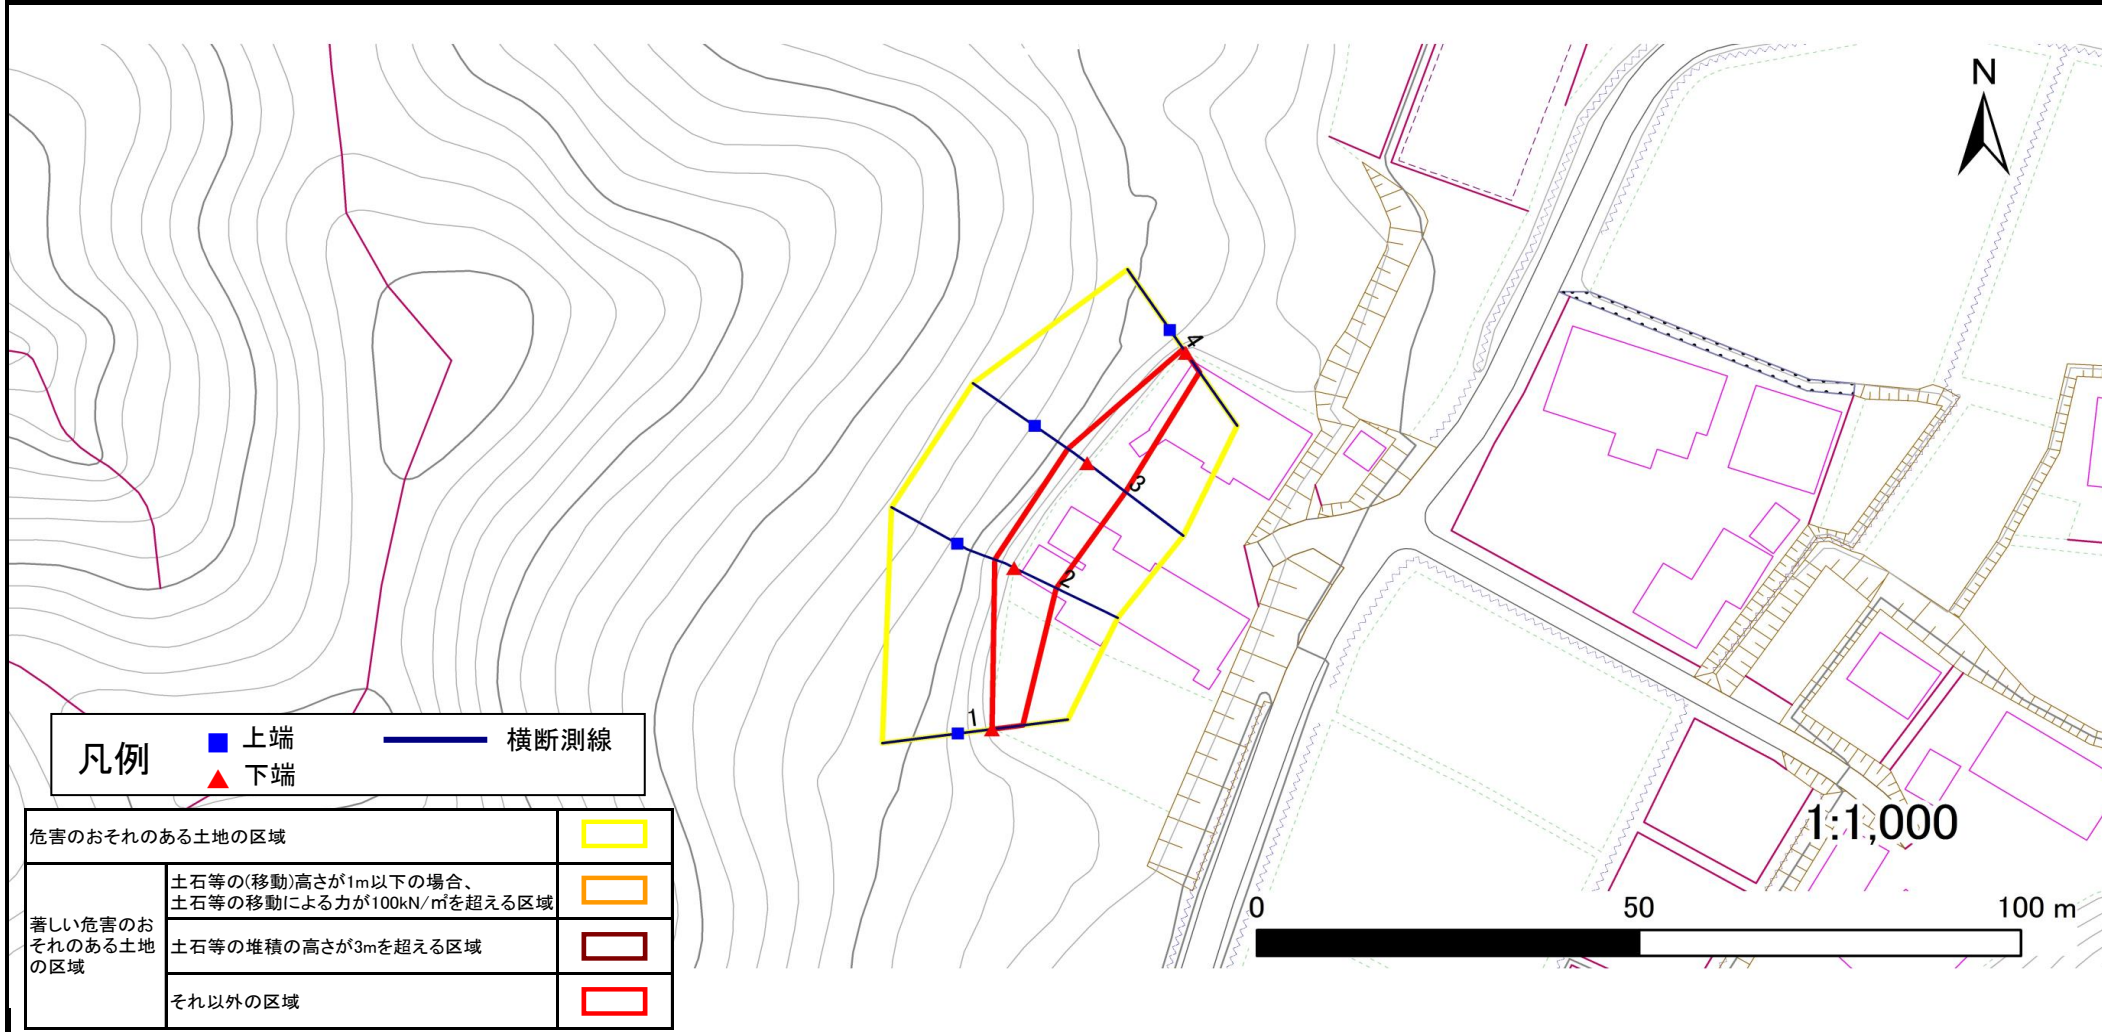 N
4
3
2
1
凡例
上端
横断測線
下端
危害のおそれのある土地の区域
著しい危害のお
それのある土地
の区域
土石等の(移動)高さが1m以下の場合、
土石等の移動による力が100kN/㎡を超える区域
土石等の堆積の高さが3mを超える区域
それ以外の区域
1:1,000
0 50 100 m